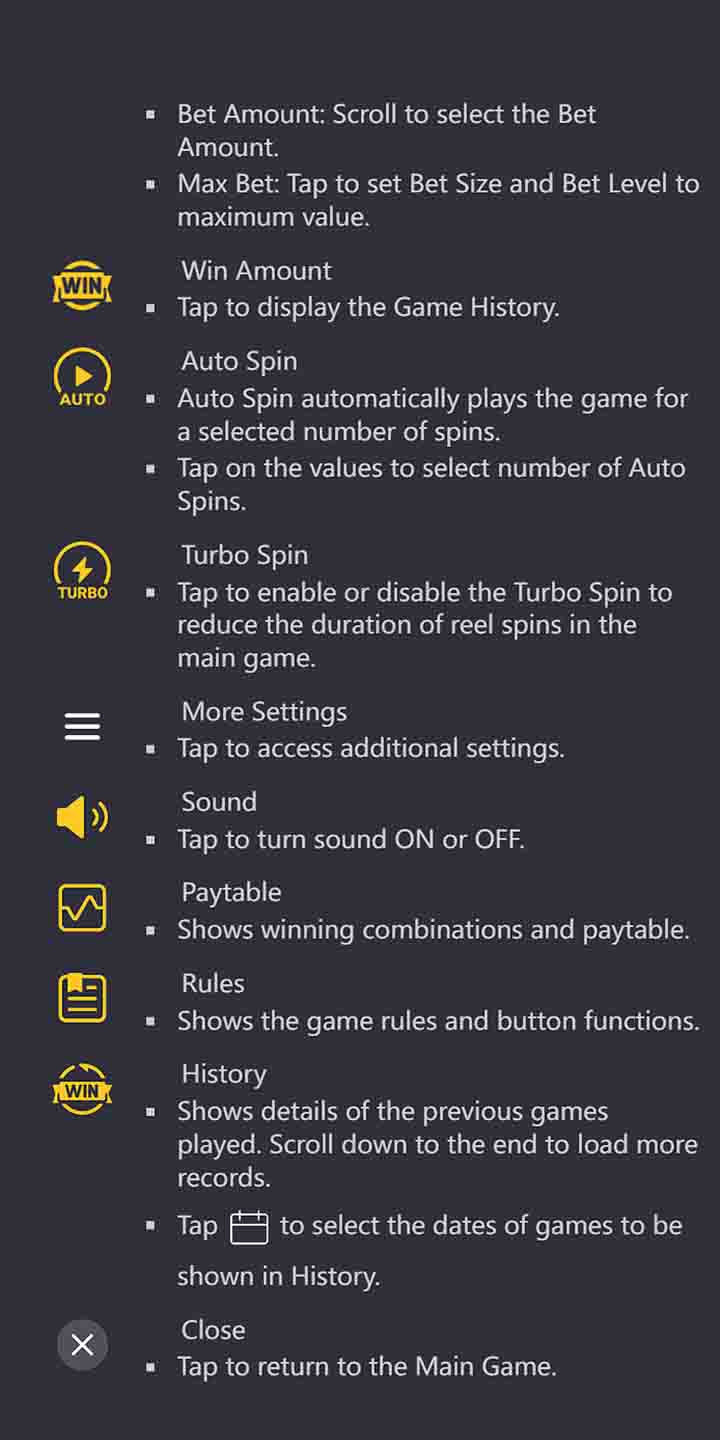 ▪ Bet Amount: Scroll to select the Bet
Amount.
▪ Max Bet: Tap to set Bet Size and Bet Level to
maximum value.
WIN
Win Amount
▪ Tap to display the Game History.
AUTO
Auto Spin
▪ Auto Spin automatically plays the game for
a selected number of spins.
▪ Tap on the values to select number of Auto
Spins.
TURBO
Turbo Spin
▪ Tap to enable or disable the Turbo Spin to
reduce the duration of reel spins in the
main game.
More Settings
▪ Tap to access additional settings.
Sound
▪ Tap to turn sound ON or OFF.
Paytable
▪ Shows winning combinations and paytable.
Rules
▪ Shows the game rules and button functions.
WIN
History
▪ Shows details of the previous games
played. Scroll down to the end to load more
records.
▪ Tap to select the dates of games to be
shown in History.
Close
▪ Tap to return to the Main Game.